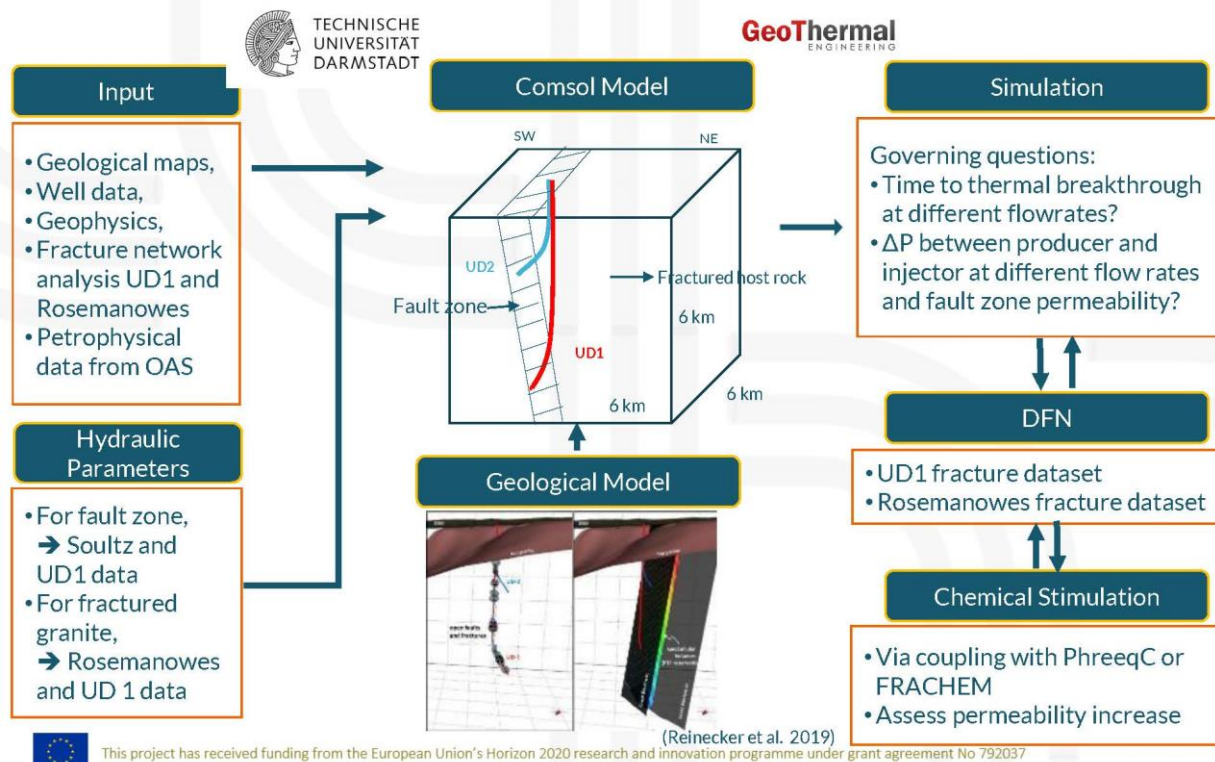 TECHNISCHE
UNIVERSITÄT
DARMSTADT
GeoThermal
ENGINEERING
Input
• Geological maps,
• Well data,
• Geophysics,
• Fracture network
analysis UD1 and
Rosemanowes
• Petrophysical
data from OAS
Hydraulic
Parameters
• For fault zone,
➔ Soultz and
UD1 data
• For fractured
granite,
➔ Rosemanowes
and UD 1 data
Comsol Model
SW
NE
UD2
Fractured host rock
Fault zone
6 km
UD1
6 km
6 km
Geological Model
open faults
and fractures
(Reinecker et al. 2019)
Simulation
Governing questions:
• Time to thermal breakthrough
at different flowrates?
• ΔP between producer and
injector at different flow rates
and fault zone permeability?
DFN
• UD1 fracture dataset
• Rosemanowes fracture dataset
Chemical Stimulation
• Via coupling with PhreeqC or
FRACHEM
• Assess permeability increase
This project has received funding from the European Union's Horizon 2020 research and innovation programme under grant agreement No 792037